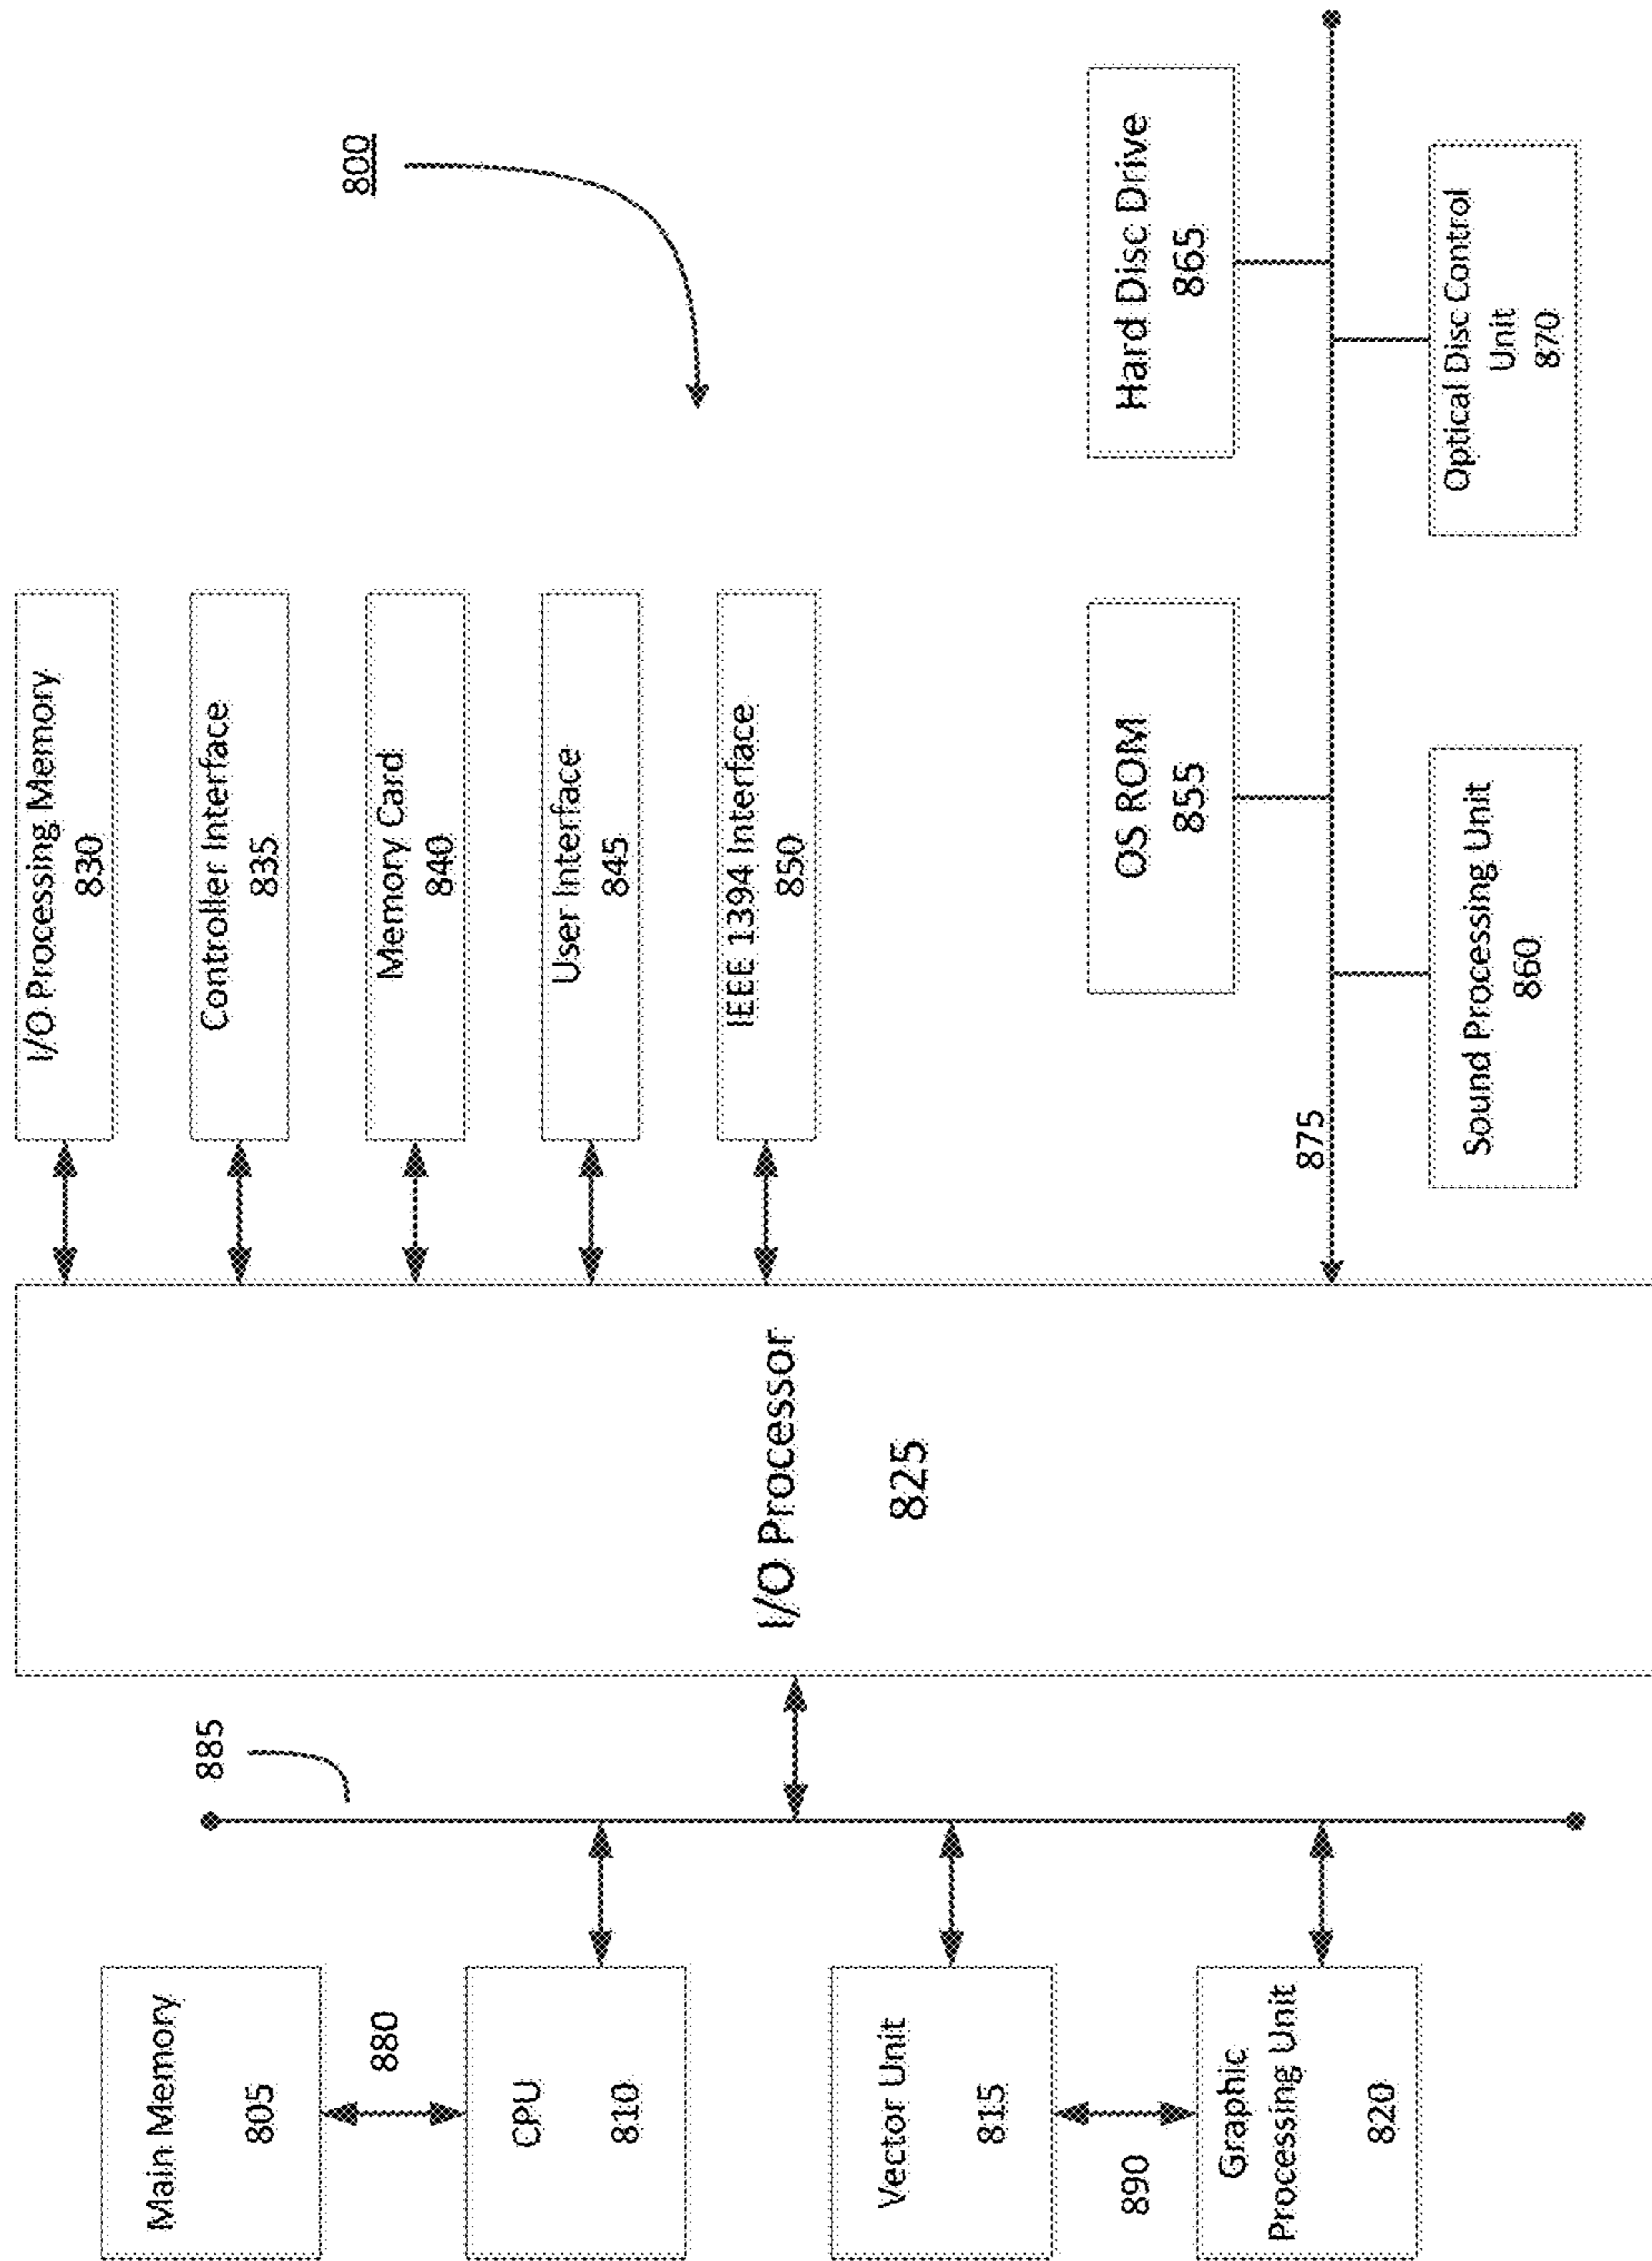 800
Main Memory
805
880
CPU
810
Vector Unit
815
890
Graphic
Processing Unit
820
885
I/O Processor
825
I/O Processing Memory
830
Controller Interface
835
Memory Card
840
User Interface
845
IEEE 1394 Interface
850
875
OS ROM
855
Hard Disc Drive
865
Sound Processing Unit
860
Optical Disc Control
Unit
870